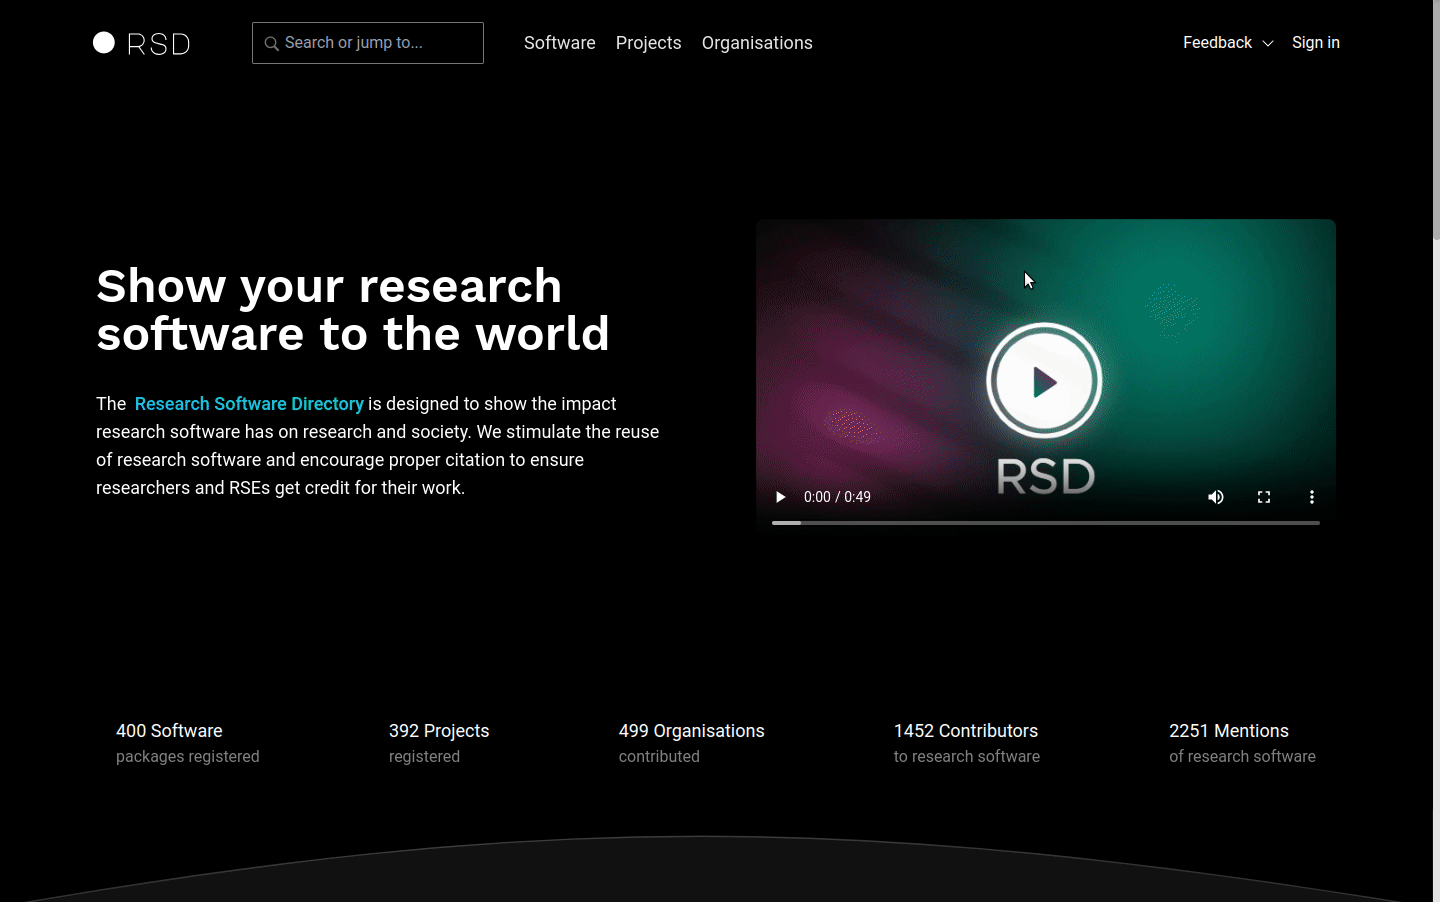 RSD
Search or jump to...
Software
Projects
Organisations
Feedback
Sign in
Show your research
software to the world
The Research Software Directory is designed to show the impact
research software has on research and society. We stimulate the reuse
of research software and encourage proper citation to ensure
researchers and RSEs get credit for their work.
RSD
0:00 / 0:49
400 Software
packages registered
392 Projects
registered
499 Organisations
contributed
1452 Contributors
to research software
2251 Mentions
of research software